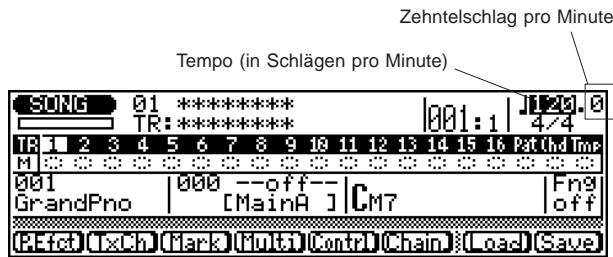 Zehntelschlag pro Minute
Tempo (in Schlägen pro Minute)
SONG 01 ******** 001:1 ♩120.0
TR:******** 4/4
TR 1 2 3 4 5 6 7 8 9 10 11 12 13 14 15 16 Pat Chd Tmp
M
001 000 --off-- CM7 Fng
GrandPno [MainA ] off
(R.Efct)(TxCh)(Mark)(Multi)(Contrl)(Chain)(Load)(Save)